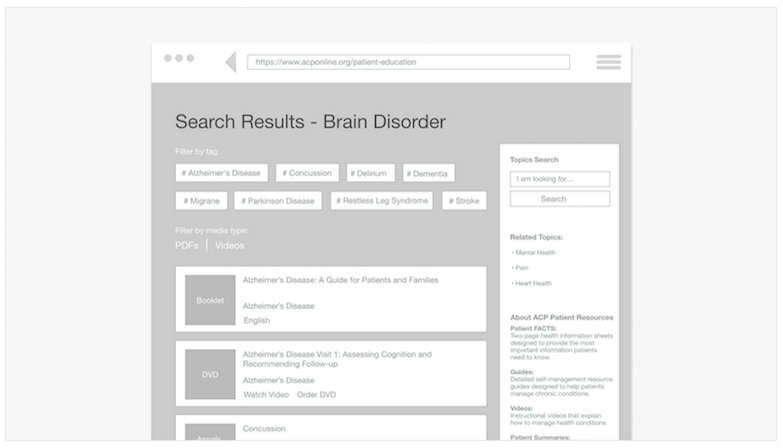 https://www.acponline.org/patient-education
Search Results - Brain Disorder
Filter by tag:
# Alzheimer's Disease
# Concussion
# Delirium
# Dementia
# Migrane
# Parkinson Disease
# Restless Leg Syndrome
# Stroke
Filter by media type:
PDFs | Videos
Booklet
Alzheimer's Disease: A Guide for Patients and Families
Alzheimer's Disease
English
DVD
Alzheimer's Disease Visit 1: Assessing Cognition and
Recommending Follow-up
Alzheimer's Disease
Watch Video Order DVD
Annals
Concussion
Topics Search
I am looking for...
Search
Related Topics:
• Mental Health
• Pain
• Heart Health
About ACP Patient Resources
Patient FACTS:
Two-page health information sheets
designed to provide the most
important information patients
need to know.
Guides:
Detailed self-management resource
guides designed to help patients
manage chronic conditions.
Videos:
Instructional videos that explain
how to manage health conditions.
Patient Summaries: